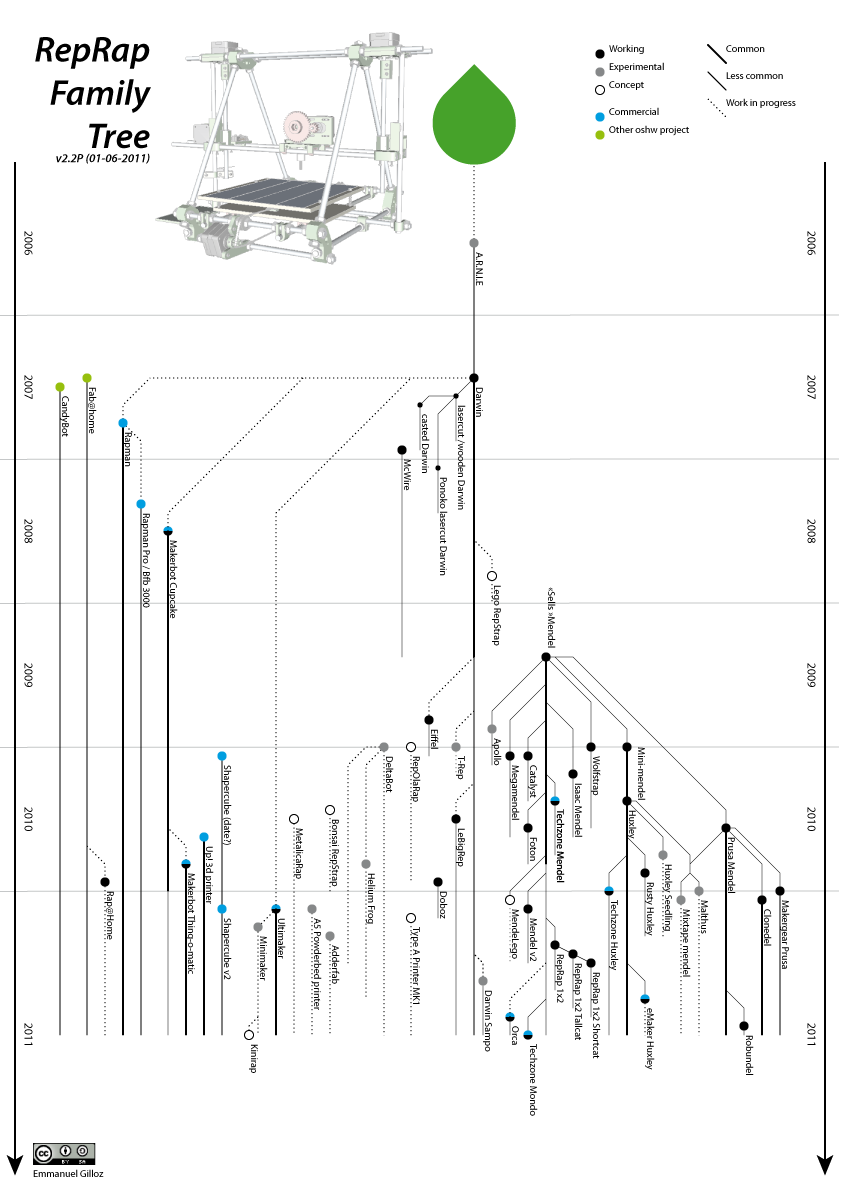 RepRap
Family
Tree
v2.2P (01-06-2011)
Working
Experimental
Concept
Commercial
Other oshw project
Common
Less common
Work in progress
2006
2006
A.R.N.I.E
2007
2007
CandyBot
Fab@home
Rapman
Darwin
casted Darwin
lasercut /wooden Darwin
McWire
Ponoko lasercut Darwin
2008
2008
Rapman Pro / Bfb 3000
Makerbot Cupcake
Lego RepStrap
«Sells »Mendel
2009
2009
Eiffel
T-Rep
Apollo
DeltaBot
RepOlaRap
Megamendel
Catalyst
Isaac Mendel
Wolfstrap
Mini-mendel
Shapercube (date?)
Techzone Mendel
Huxley
2010
2010
MetalicaRap
Bonsai RepStrap
LeBigRep
Foton
Prusa Mendel
Up! 3d printer
Makerbot Thing-o-matic
Helium Frog
Huxley Seedling
Rusty Huxley
Rap@Home
Doboz
MendeLego
Mendel v2
Techzone Huxley
Mixtape mendel
Malthus
Clonedel
Makergear Prusa
Shapercube v2
Ultimaker
Minimaker
A5 Powderbed printer
Adderfab
Type A Printer MK1
RepRap 1x2
RepRap 1x2 Tallcat
RepRap 1x2 Shortcat
Darwin Sampo
eMaker Huxley
Orca
Techzone Mondo
Robundel
Kinirap
2011
2011
cc
BY SA
Emmanuel Gilloz